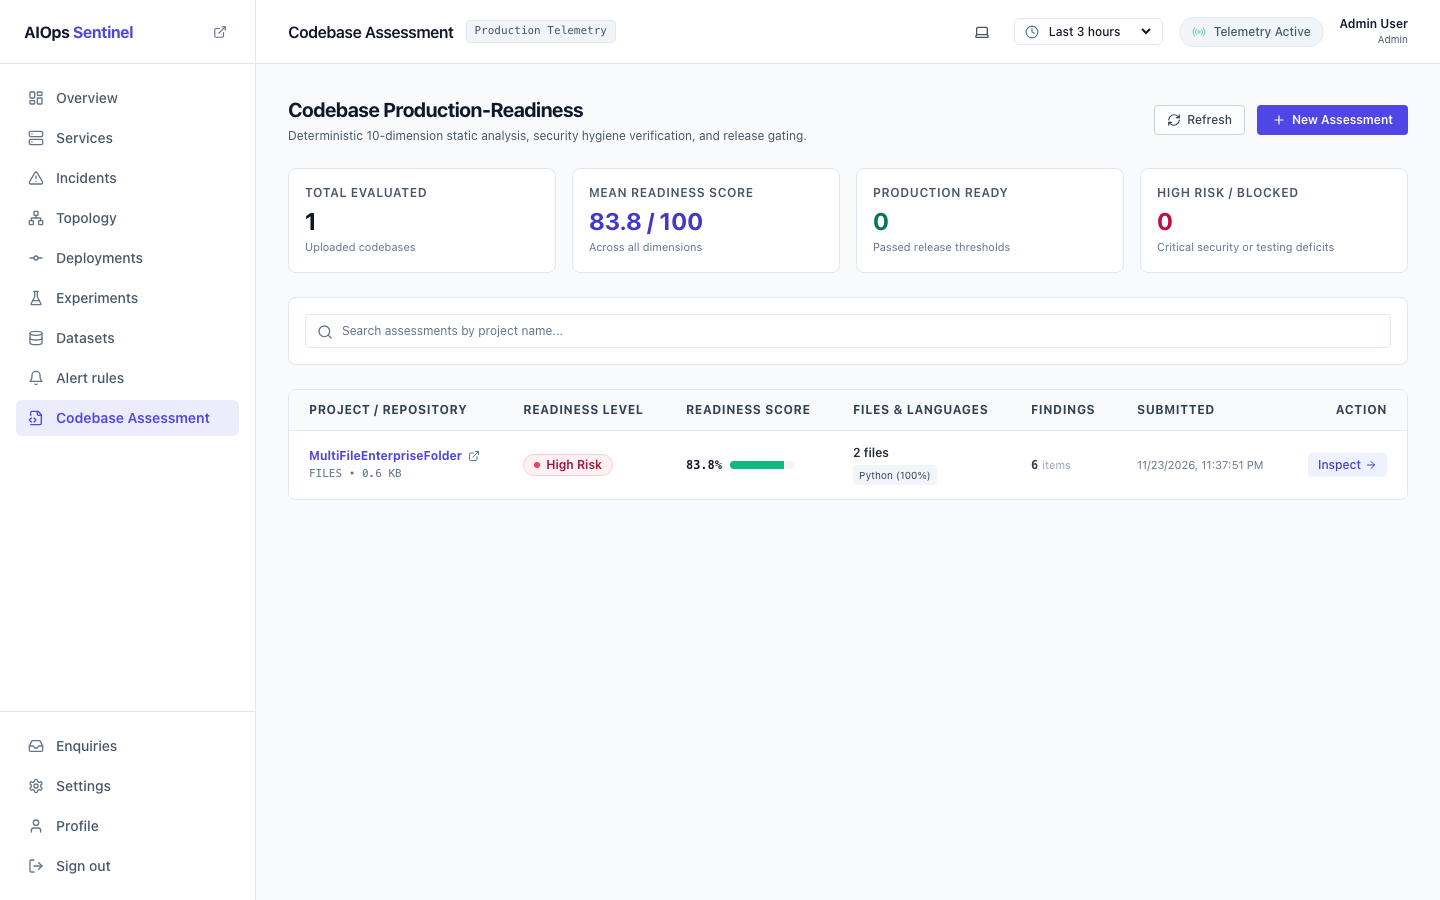 AIOps Sentinel
Overview
Services
Incidents
Topology
Deployments
Experiments
Datasets
Alert rules
Codebase Assessment
Enquiries
Settings
Profile
Sign out
Codebase Assessment
Production Telemetry
Last 3 hours
Telemetry Active
Admin User
Admin
Codebase Production-Readiness
Deterministic 10-dimension static analysis, security hygiene verification, and release gating.
Refresh
New Assessment
TOTAL EVALUATED
1
Uploaded codebases
MEAN READINESS SCORE
83.8 / 100
Across all dimensions
PRODUCTION READY
0
Passed release thresholds
HIGH RISK / BLOCKED
0
Critical security or testing deficits
Search assessments by project name...
PROJECT / REPOSITORY READINESS LEVEL READINESS SCORE FILES & LANGUAGES FINDINGS SUBMITTED ACTION
MultiFileEnterpriseFolder
FILES • 0.6 KB
High Risk
83.8%
2 files
Python (100%)
6 items
11/23/2026, 11:37:51 PM
Inspect →